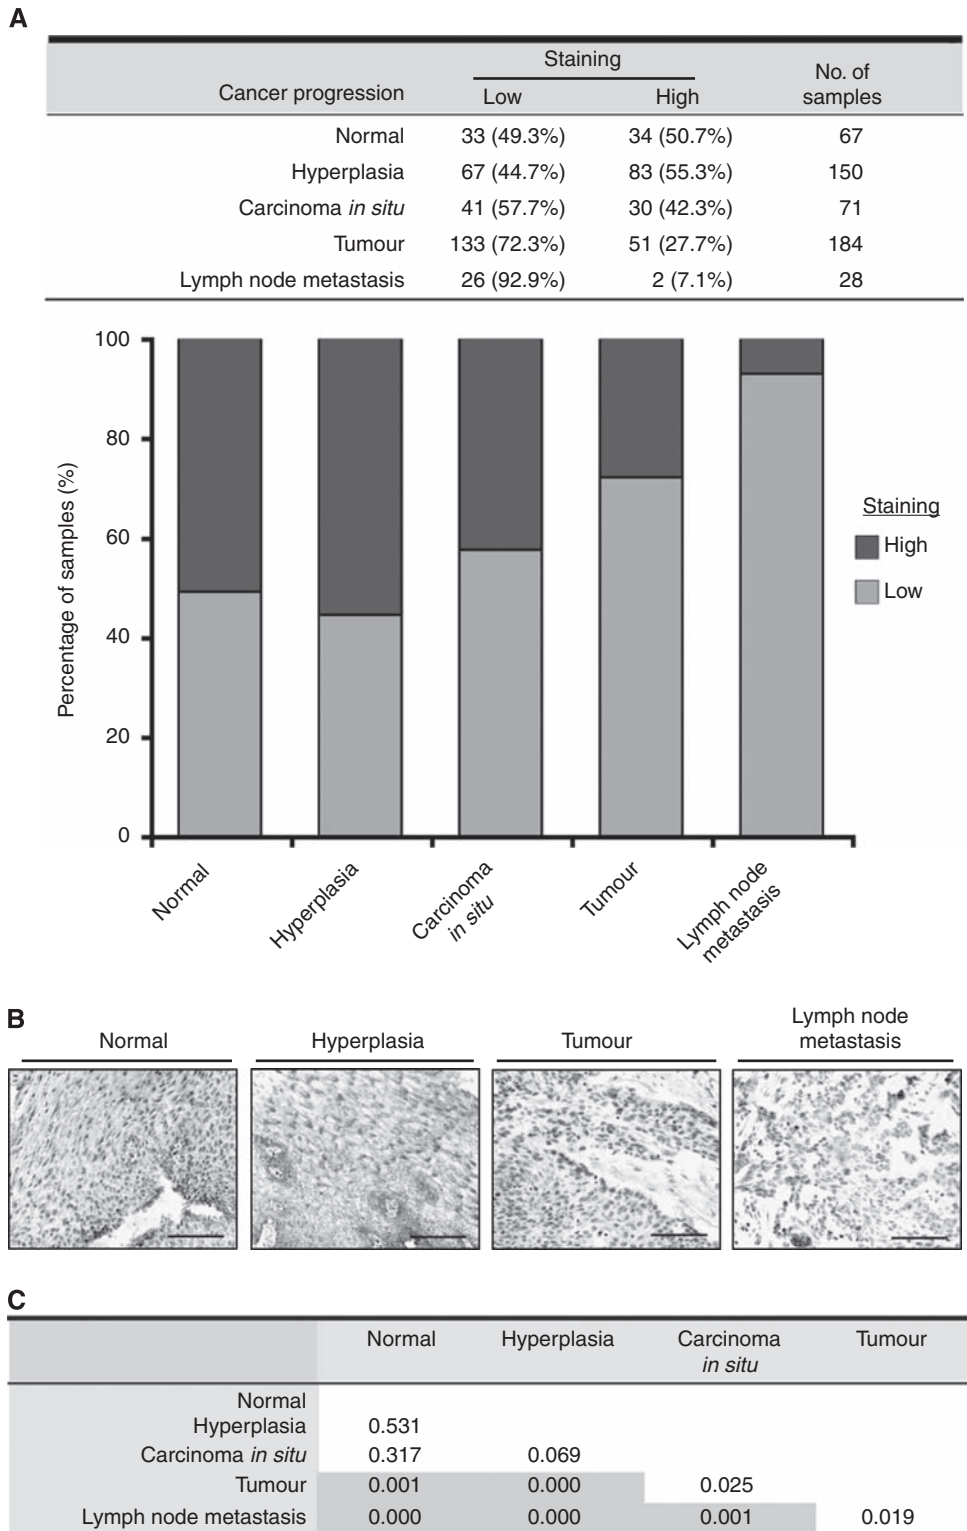 A
Staining
Cancer progression Low High No. of samples
Normal 33 (49.3%) 34 (50.7%) 67
Hyperplasia 67 (44.7%) 83 (55.3%) 150
Carcinoma in situ 41 (57.7%) 30 (42.3%) 71
Tumour 133 (72.3%) 51 (27.7%) 184
Lymph node metastasis 26 (92.9%) 2 (7.1%) 28
Percentage of samples (%)
100
80
60
40
20
0
Normal
Hyperplasia
Carcinoma
in situ
Tumour
Lymph node
metastasis
Staining
High
Low
B
Normal
Hyperplasia
Tumour
Lymph node
metastasis
C
Normal Hyperplasia Carcinoma in situ Tumour
Normal
Hyperplasia 0.531
Carcinoma in situ 0.317 0.069
Tumour 0.001 0.000 0.025
Lymph node metastasis 0.000 0.000 0.001 0.019